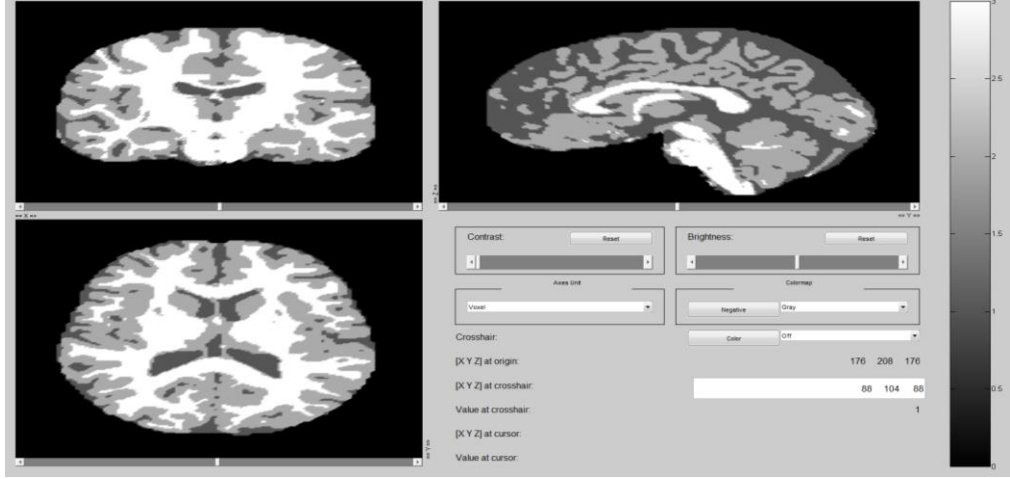 3
2.5
2
1.5
1
0.5
0
<< X >>
<< Z >>
<< Y >>
<< Y >>
Contrast:
Reset
Brightness:
Reset
Axes Unit
Colormap
Voxel
Negative
Gray
Crosshair:
Color
Off
[X Y Z] at origin:
176 208 176
[X Y Z] at crosshair:
88 104 88
Value at crosshair:
1
[X Y Z] at cursor:
Value at cursor: